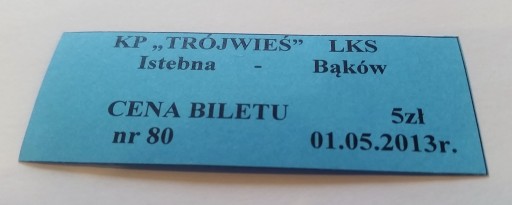 KP „TRÓJWIEŚ” LKS
Istebna - Bąków
CENA BILETU 5zł
nr 80 01.05.2013r.